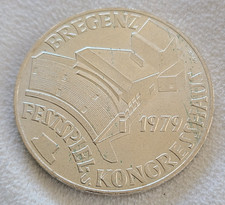 BREGENZ
1979
FESTSPIEL &
KONGRESSHAUS